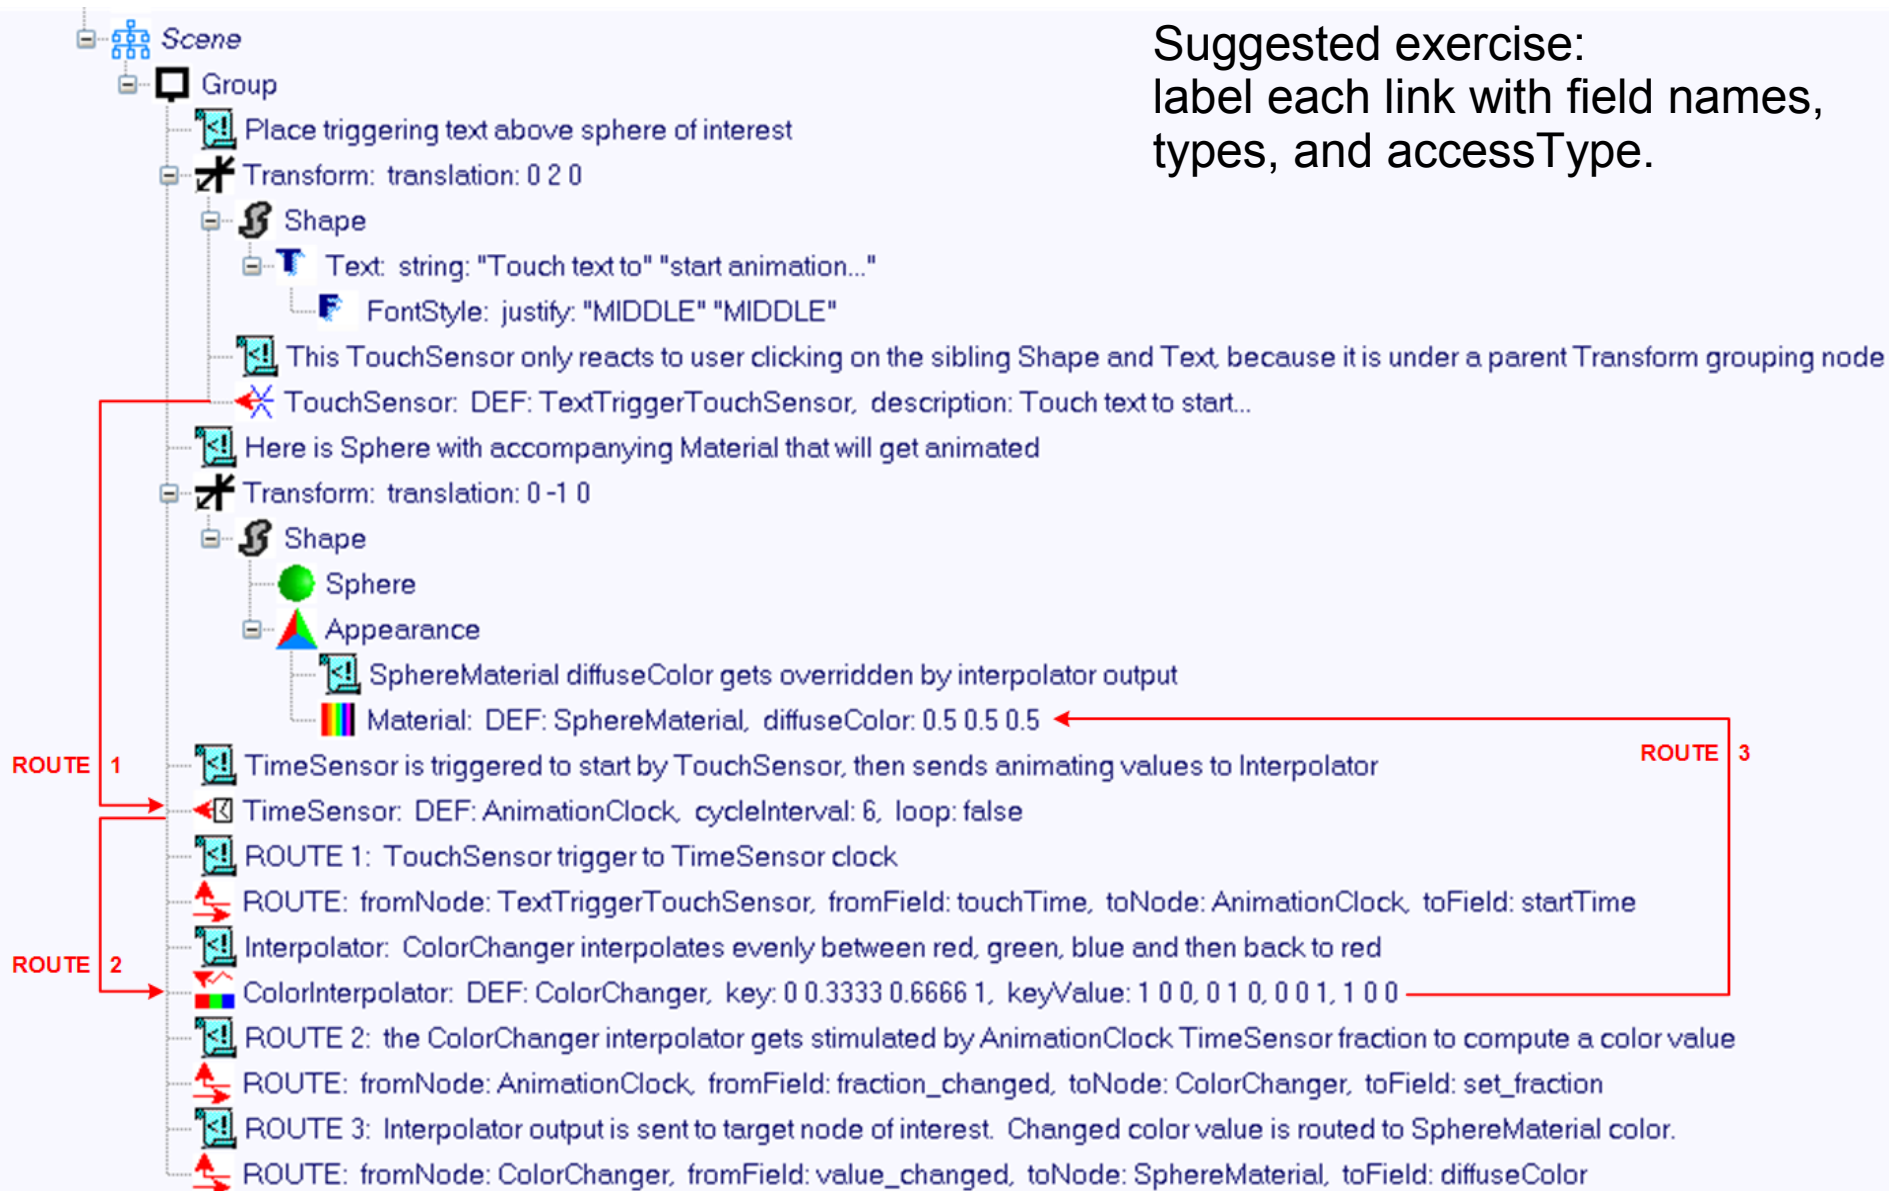 Suggested exercise:
label each link with field names,
types, and accessType.
Scene
Group
Place triggering text above sphere of interest
Transform: translation: 0 2 0
Shape
Text: string: "Touch text to" "start animation..."
FontStyle: justify: "MIDDLE" "MIDDLE"
This TouchSensor only reacts to user clicking on the sibling Shape and Text, because it is under a parent Transform grouping node
TouchSensor: DEF: TextTriggerTouchSensor, description: Touch text to start...
Here is Sphere with accompanying Material that will get animated
Transform: translation: 0 -1 0
Shape
Sphere
Appearance
SphereMaterial diffuseColor gets overridden by interpolator output
Material: DEF: SphereMaterial, diffuseColor: 0.5 0.5 0.5
ROUTE 1
ROUTE 3
TimeSensor is triggered to start by TouchSensor, then sends animating values to Interpolator
TimeSensor: DEF: AnimationClock, cycleInterval: 6, loop: false
ROUTE 1: TouchSensor trigger to TimeSensor clock
ROUTE: fromNode: TextTriggerTouchSensor, fromField: touchTime, toNode: AnimationClock, toField: startTime
Interpolator: ColorChanger interpolates evenly between red, green, blue and then back to red
ROUTE 2
ColorInterpolator: DEF: ColorChanger, key: 0 0.3333 0.6666 1, keyValue: 1 0 0, 0 1 0, 0 0 1, 1 0 0
ROUTE 2: the ColorChanger interpolator gets stimulated by AnimationClock TimeSensor fraction to compute a color value
ROUTE: fromNode: AnimationClock, fromField: fraction_changed, toNode: ColorChanger, toField: set_fraction
ROUTE 3: Interpolator output is sent to target node of interest. Changed color value is routed to SphereMaterial color.
ROUTE: fromNode: ColorChanger, fromField: value_changed, toNode: SphereMaterial, toField: diffuseColor